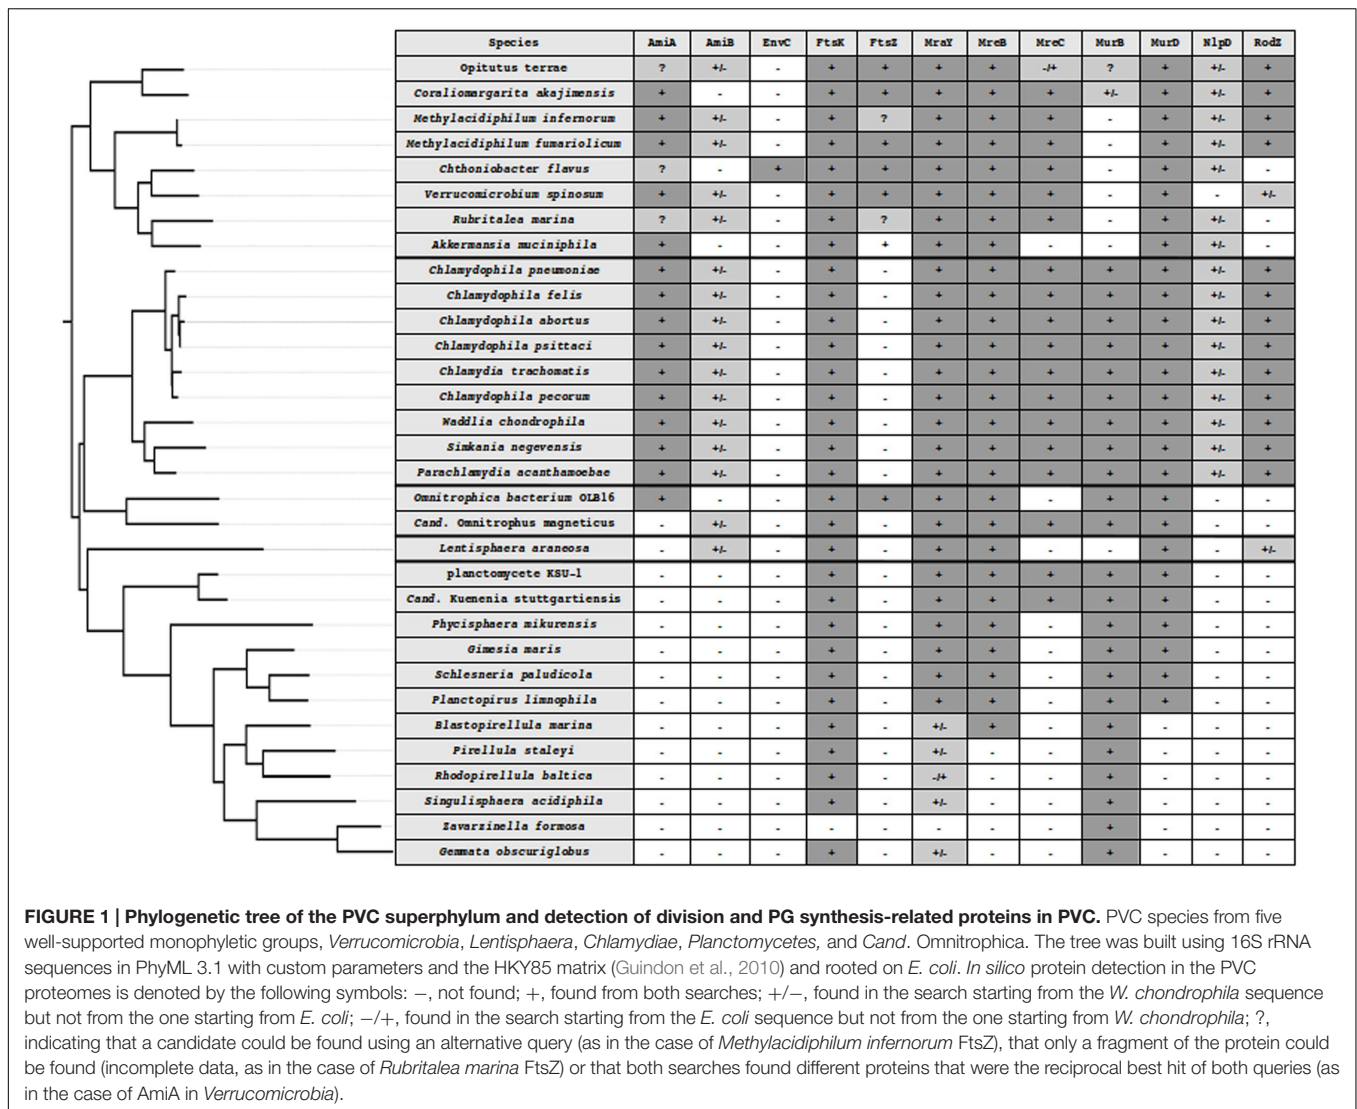 Species AmiA AmiB EnvC FtsK FtsZ MraY MreB MreC MurB MurD NlpD RodZ
Opitutus terrae ? +/- - + + + + -/+ ? + +/- +
Coraliomargarita akajimensis + - - + + + + + +/- + +/- +
Methylacidiphilum infernorum + +/- - + ? + + + - + +/- +
Methylacidiphilum fumariolicum + +/- - + + + + + - + +/- +
Chthoniobacter flavus ? - + + + + + + - + +/- -
Verrucomicrobium spinosum + +/- - + + + + + - + - +/-
Rubritalea marina ? +/- - + ? + + + - + +/- -
Akkermansia muciniphila + - - + + + + - - + +/- -
Chlamydophila pneumoniae + +/- - + - + + + + + +/- +
Chlamydophila felis + +/- - + - + + + + + +/- +
Chlamydophila abortus + +/- - + - + + + + + +/- +
Chlamydophila psittaci + +/- - + - + + + + + +/- +
Chlamydia trachomatis + +/- - + - + + + + + +/- +
Chlamydophila pecorum + +/- - + - + + + + + +/- +
Waddlia chondrophila + +/- - + - + + + + + +/- +
Simkania negevensis + +/- - + - + + + + + +/- +
Parachlamydia acanthamoebae + +/- - + - + + + + + +/- +
Omnitrophica bacterium OLB16 + - - + + + + - + + - -
Cand. Omnitrophus magneticus - +/- - + - + + + + + - -
Lentisphaera araneosa - +/- - + - + + - - + - +/-
planctomycete KSU-1 - - - + - + + + + + - -
Cand. Kuenenia stuttgartiensis - - - + - + + + + + - -
Phycisphaera mikurensis - - - + - + + - + + - -
Gimesia maris - - - + - + + - + + - -
Schlesneria paludicola - - - + - + + - + + - -
Planctopirus limnophila - - - + - + + - + + - -
Blastopirellula marina - - - + - +/- + - + - - -
Pirellula staleyi - - - + - +/- - - + - - -
Rhodopirellula baltica - - - + - -/+ - - + - - -
Singulisphaera acidiphila - - - + - +/- - - + - - -
Zavarzinella formosa - - - - - - - - + - - -
Gemmata obscuriglobus - - - + - +/- - - + - - -
FIGURE 1 | Phylogenetic tree of the PVC superphylum and detection of division and PG synthesis-related proteins in PVC. PVC species from five
well-supported monophyletic groups, Verrucomicrobia, Lentisphaera, Chlamydiae, Planctomycetes, and Cand. Omnitrophica. The tree was built using 16S rRNA
sequences in PhyML 3.1 with custom parameters and the HKY85 matrix (Guindon et al., 2010) and rooted on E. coli. In silico protein detection in the PVC
proteomes is denoted by the following symbols: −, not found; +, found from both searches; +/−, found in the search starting from the W. chondrophila sequence
but not from the one starting from E. coli; −/+, found in the search starting from the E. coli sequence but not from the one starting from W. chondrophila; ?,
indicating that a candidate could be found using an alternative query (as in the case of Methylacidiphilum infernorum FtsZ), that only a fragment of the protein could
be found (incomplete data, as in the case of Rubritalea marina FtsZ) or that both searches found different proteins that were the reciprocal best hit of both queries (as
in the case of AmiA in Verrucomicrobia).